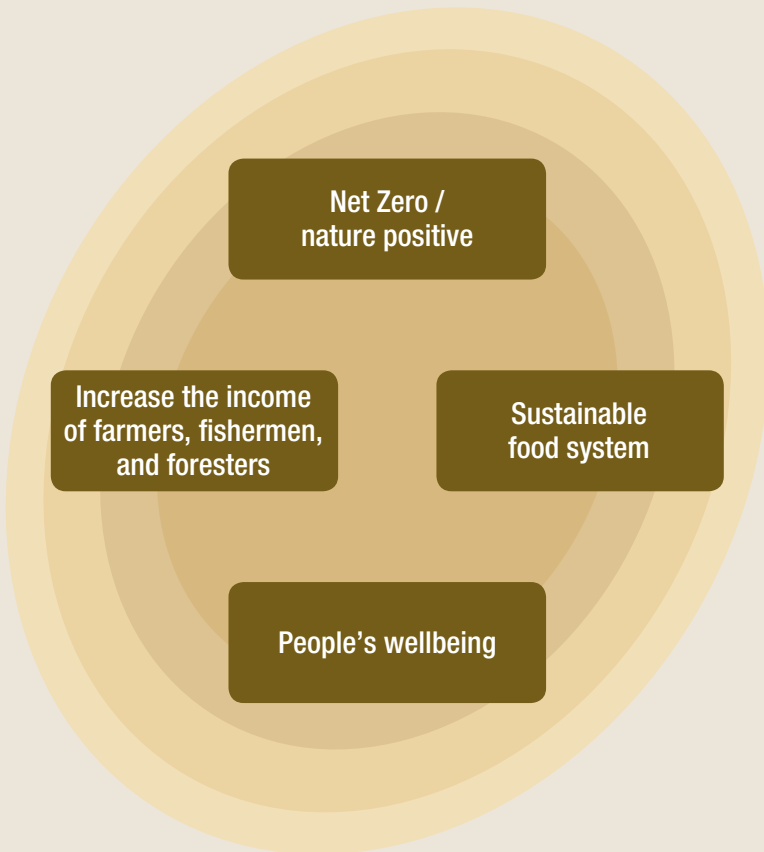 Net Zero /
nature positive
Increase the income
of farmers, fishermen,
and foresters
Sustainable
food system
People’s wellbeing